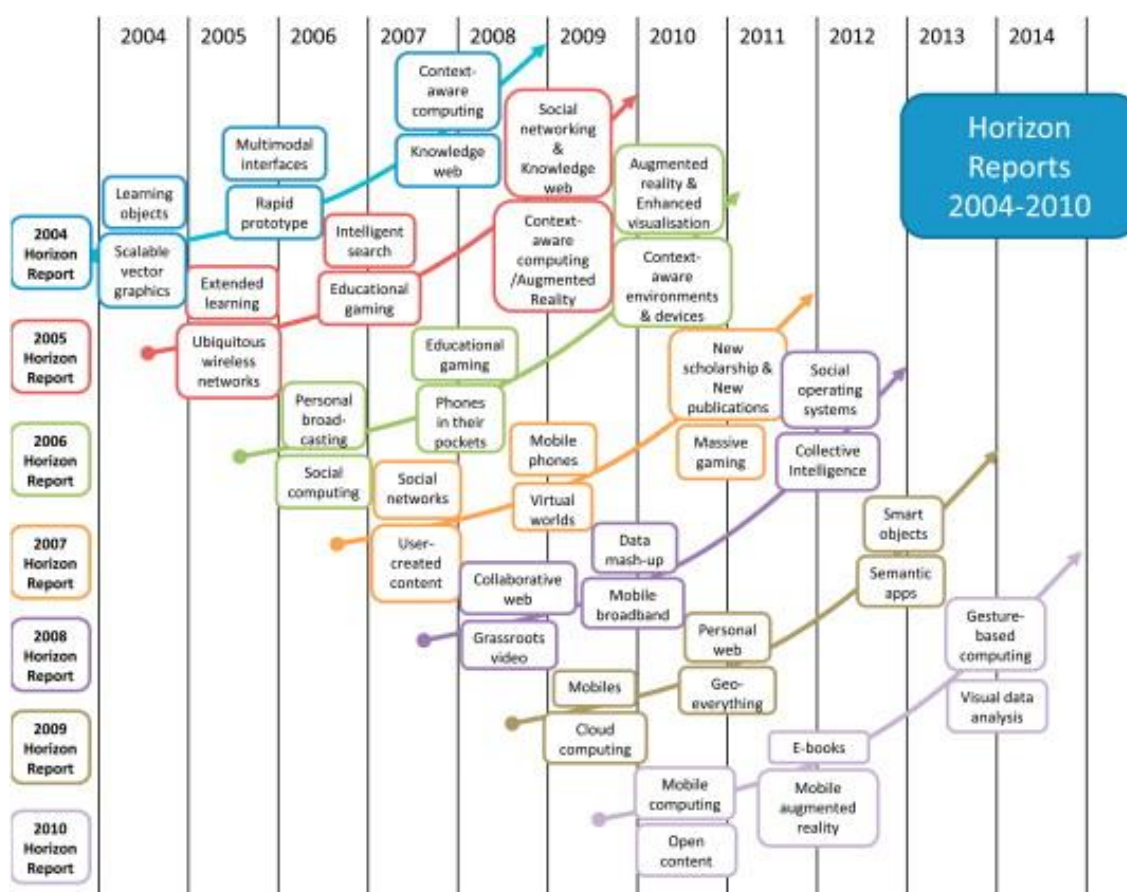 2004 2005 2006 2007 2008 2009 2010 2011 2012 2013 2014
Horizon
Reports
2004-2010
2004
Horizon
Report
Learning
objects
Scalable
vector
graphics
Multimodal
interfaces
Rapid
prototype
Context-
aware
computing
Knowledge
web
2005
Horizon
Report
Extended
learning
Ubiquitous
wireless
networks
Intelligent
search
Educational
gaming
Social
networking
&
Knowledge
web
Context-
aware
computing
/Augmented
Reality
2006
Horizon
Report
Personal
broad-
casting
Social
computing
Educational
gaming
Phones
in their
pockets
Augmented
reality &
Enhanced
visualisation
Context-
aware
environments
& devices
2007
Horizon
Report
Social
networks
User-
created
content
Mobile
phones
Virtual
worlds
New
scholarship &
New
publications
Massive
gaming
2008
Horizon
Report
Collaborative
web
Grassroots
video
Data
mash-up
Mobile
broadband
Social
operating
systems
Collective
Intelligence
2009
Horizon
Report
Mobiles
Cloud
computing
Personal
web
Geo-
everything
Smart
objects
Semantic
apps
2010
Horizon
Report
Mobile
computing
Open
content
E-books
Mobile
augmented
reality
Gesture-
based
computing
Visual data
analysis